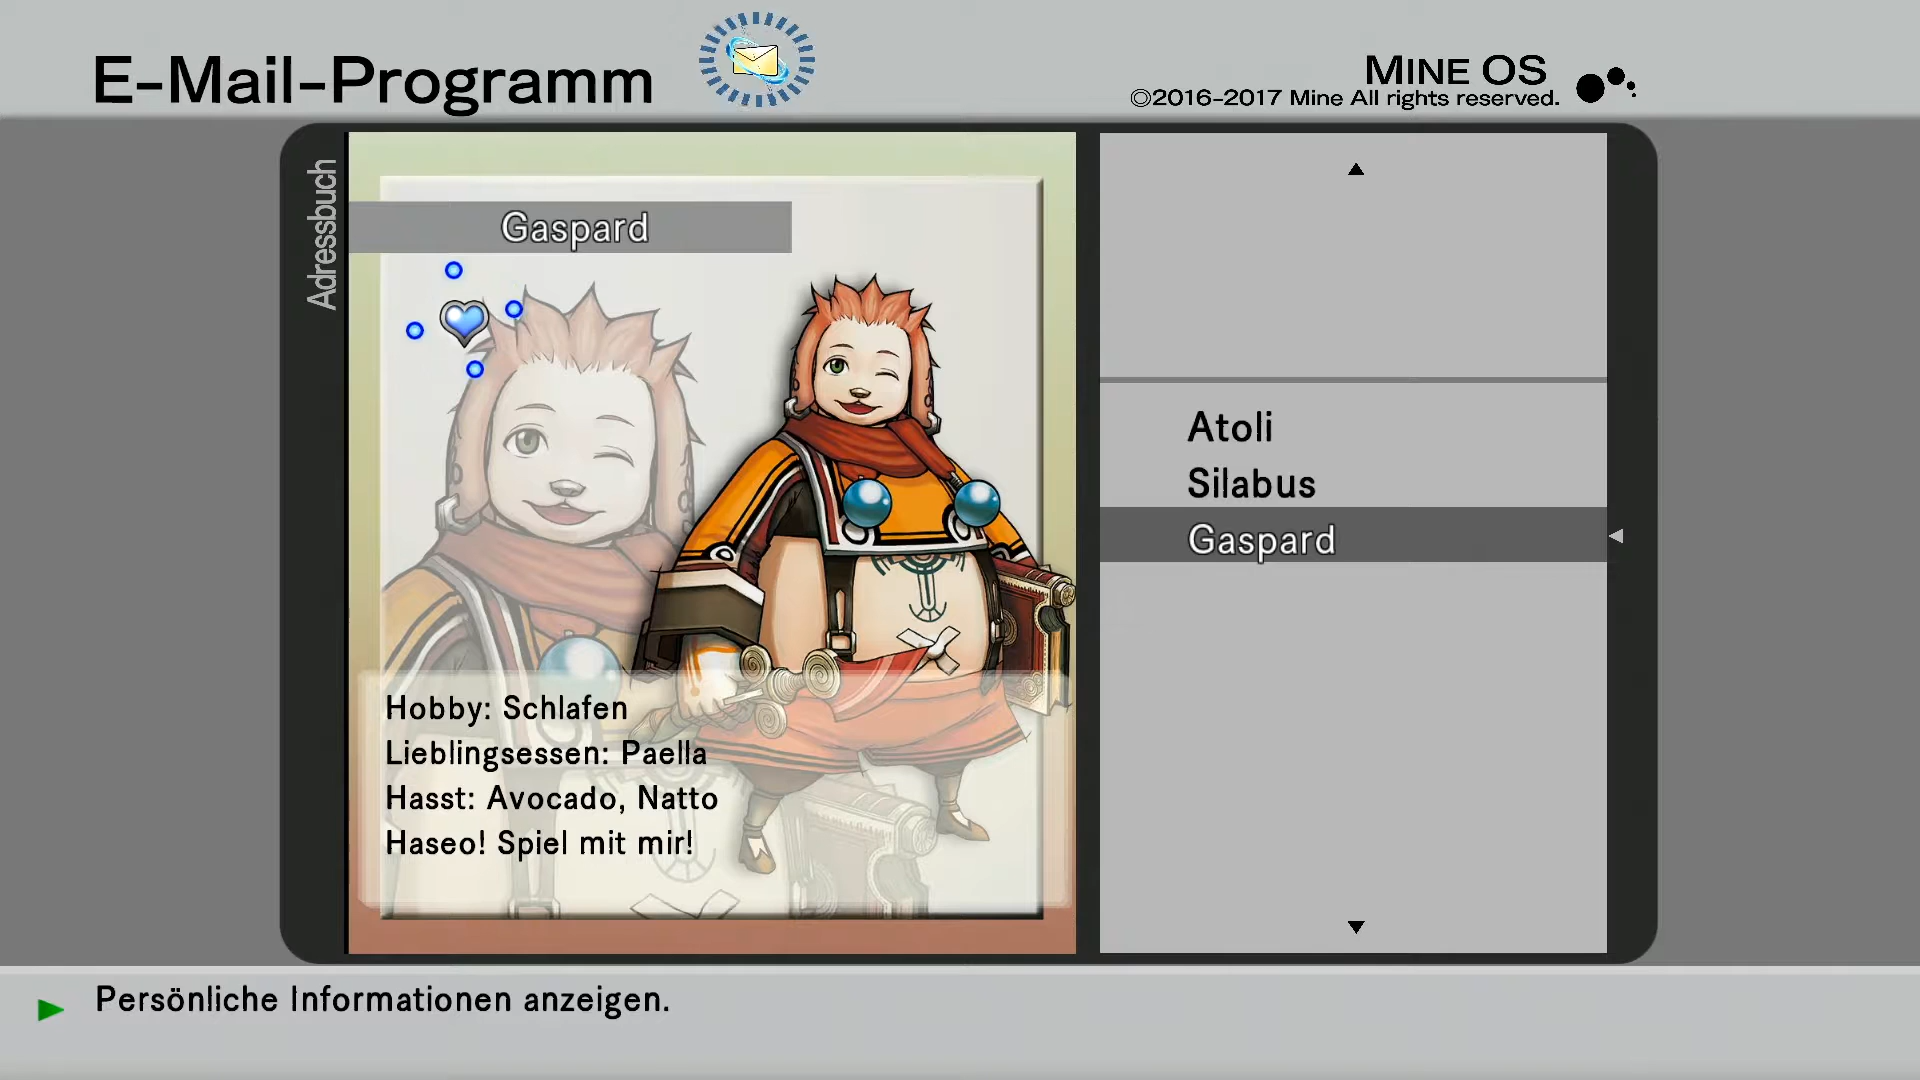 E-Mail-Programm
MINE OS
©2016-2017 Mine All rights reserved.
Adressbuch
Gaspard
Hobby: Schlafen
Lieblingsessen: Paella
Hasst: Avocado, Natto
Haseo! Spiel mit mir!
Atoli
Silabus
Gaspard
Persönliche Informationen anzeigen.